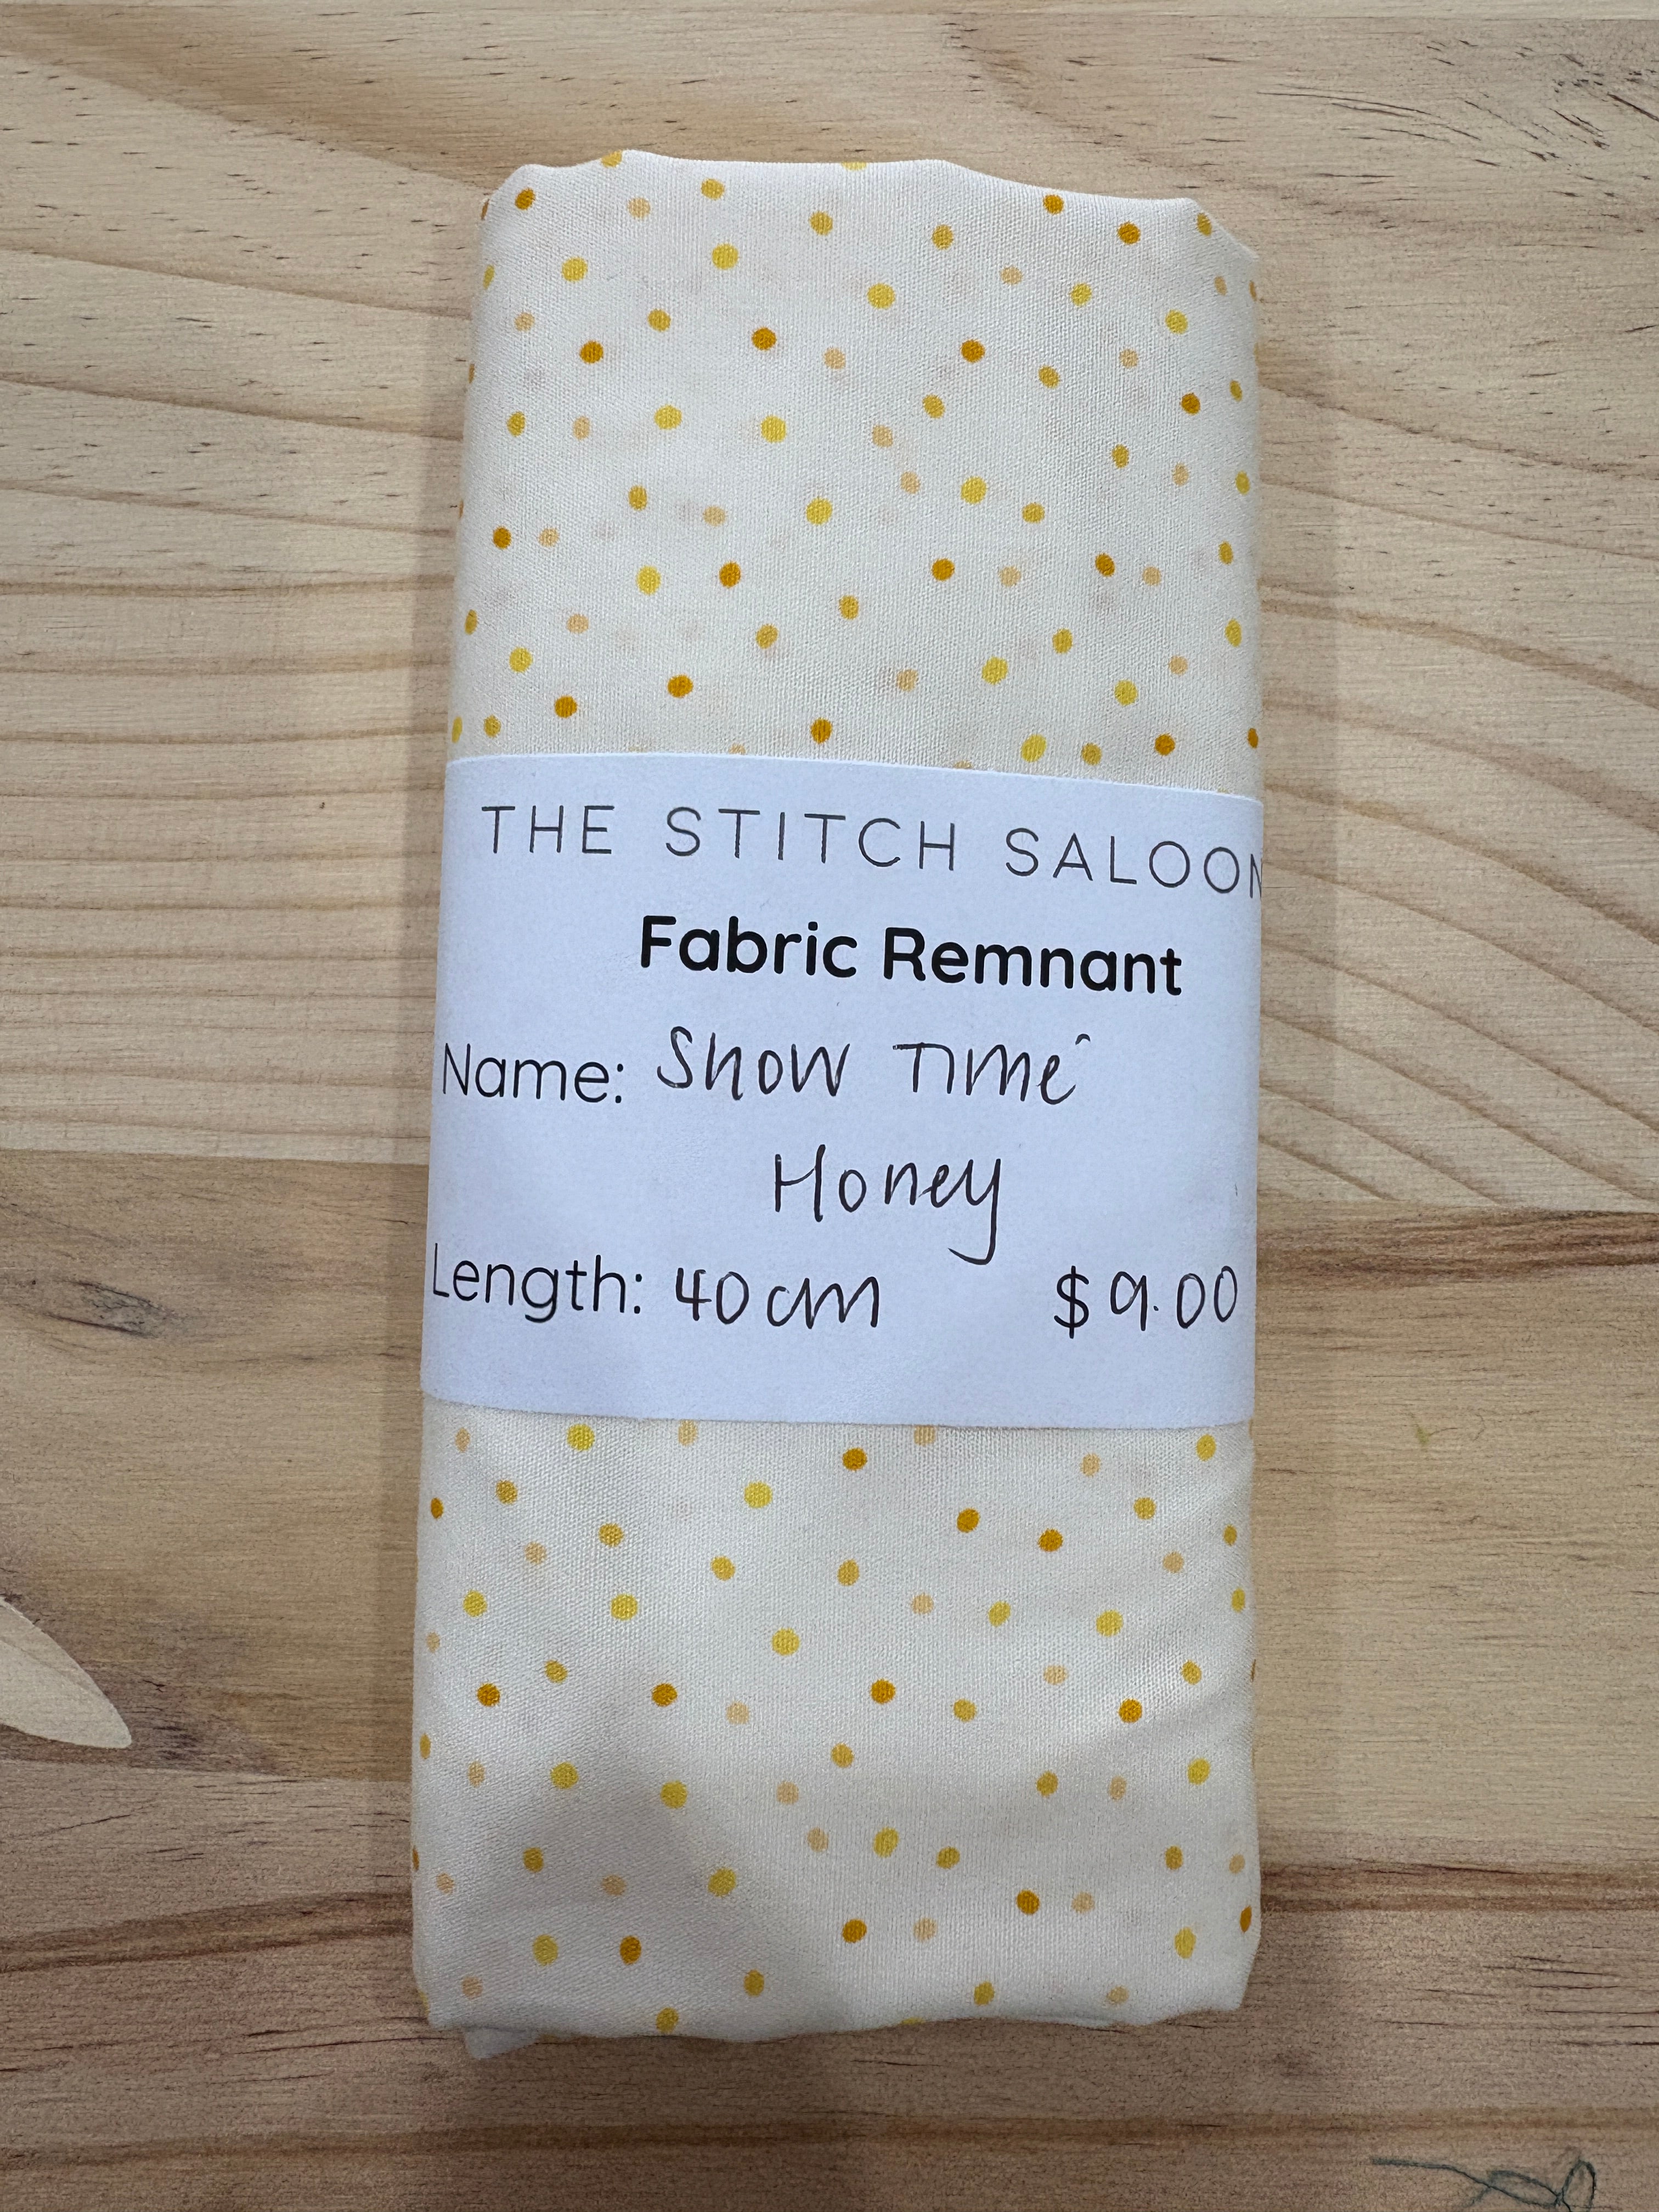 THE STITCH SALOON
Fabric Remnant
Name: Show Time
Honey
Length: 40cm $9.00